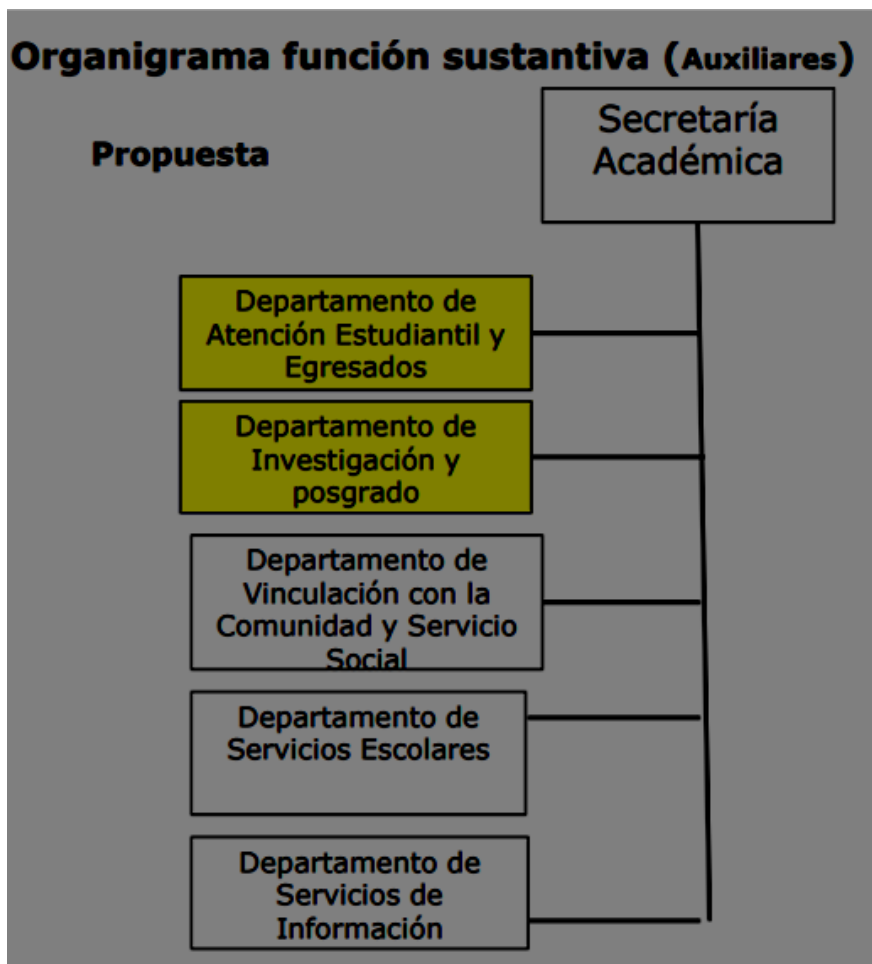 Organigrama función sustantiva (Auxiliares)
Secretaría
Académica
Propuesta
Departamento de
Atención Estudiantil y
Egresados
Departamento de
Investigación y
posgrado
Departamento de
Vinculación con la
Comunidad y Servicio
Social
Departamento de
Servicios Escolares
Departamento de
Servicios de
Información